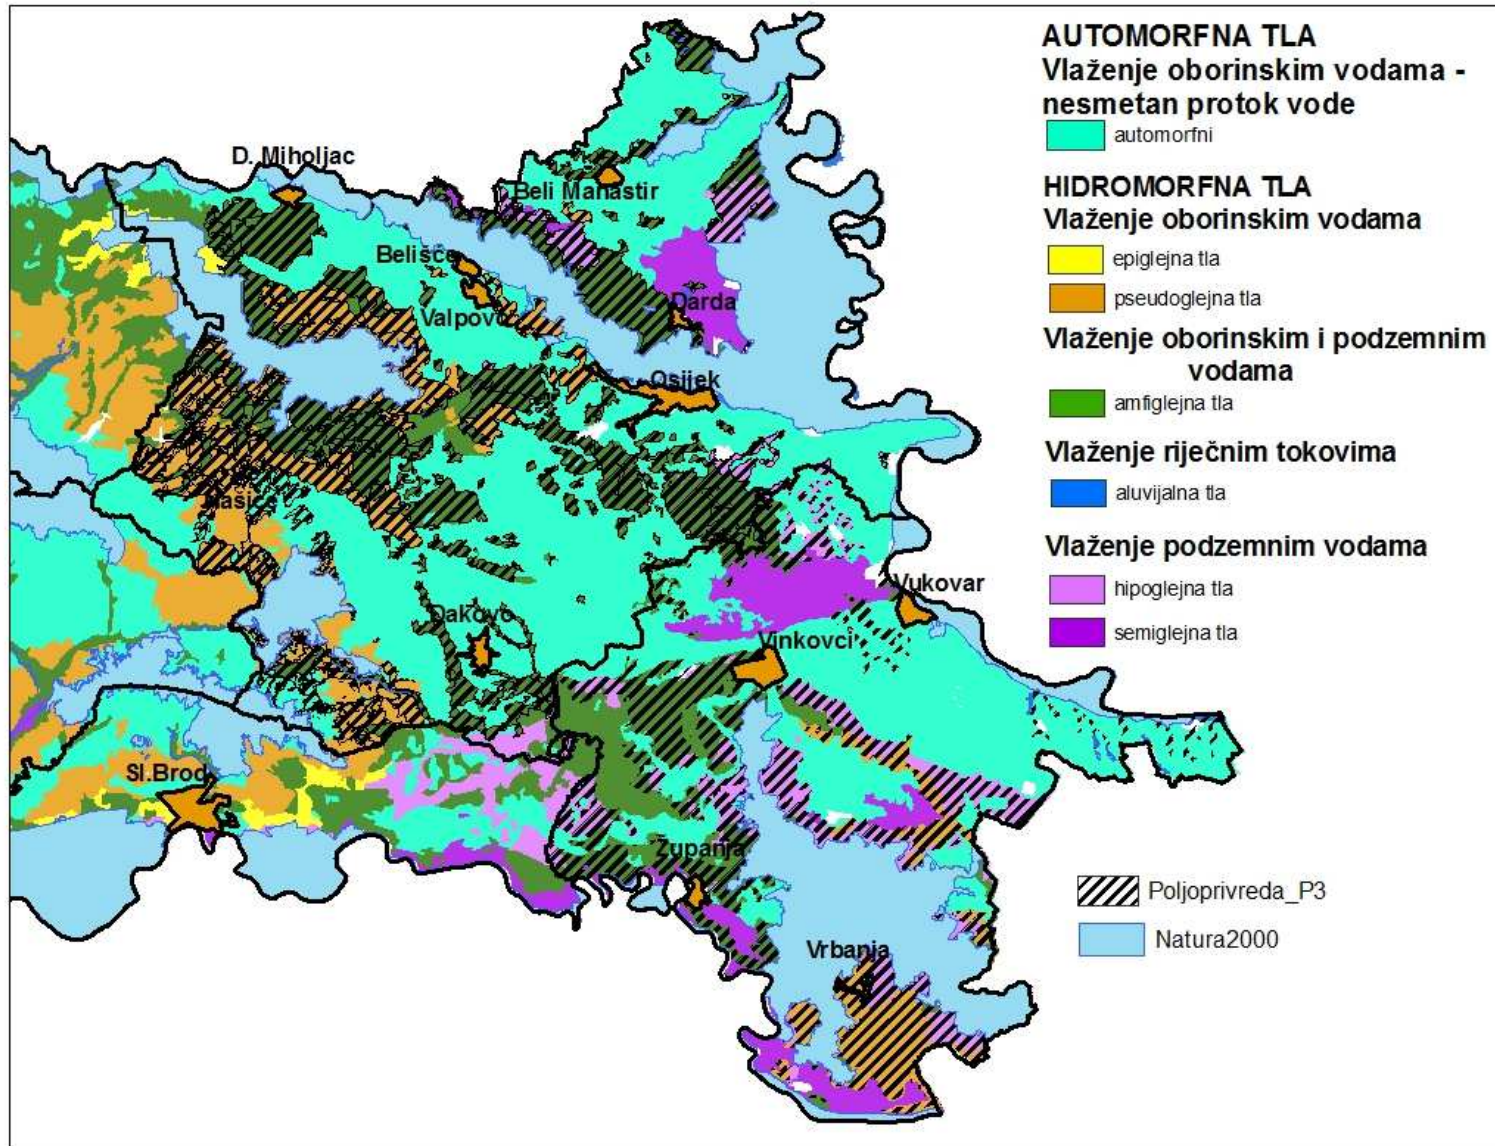 AUTOMORFNA TLA
Vlaženje oborinskim vodama -
nesmetan protok vode
automorfni
HIDROMORFNA TLA
Vlaženje oborinskim vodama
epiglejna tla
pseudoglejna tla
Vlaženje oborinskim i podzemnim
vodama
amfiglejna tla
Vlaženje riječnim tokovima
aluvijalna tla
Vlaženje podzemnim vodama
hipoglejna tla
semiglejna tla
Poljoprivreda_P3
Natura2000
D. Miholjac
Beli Manastir
Belišće
Valpovo
Darda
Osijek
Našice
Vukovar
Đakovo
Vinkovci
Sl.Brod
Županja
Vrbanja